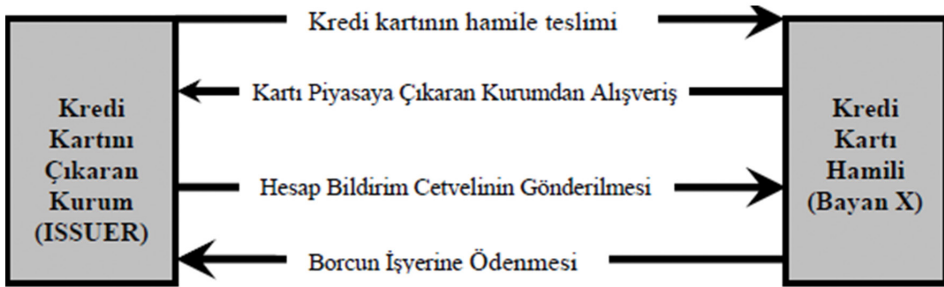 Kredi kartının hamile teslimi
Kredi
Kartını
Çıkaran
Kurum
(ISSUER)
Kartı Piyasaya Çıkaran Kurumdan Alışveriş
Hesap Bildirim Cetvelinin Gönderilmesi
Borcun İşyerine Ödenmesi
Kredi
Kartı
Hamili
(Bayan X)